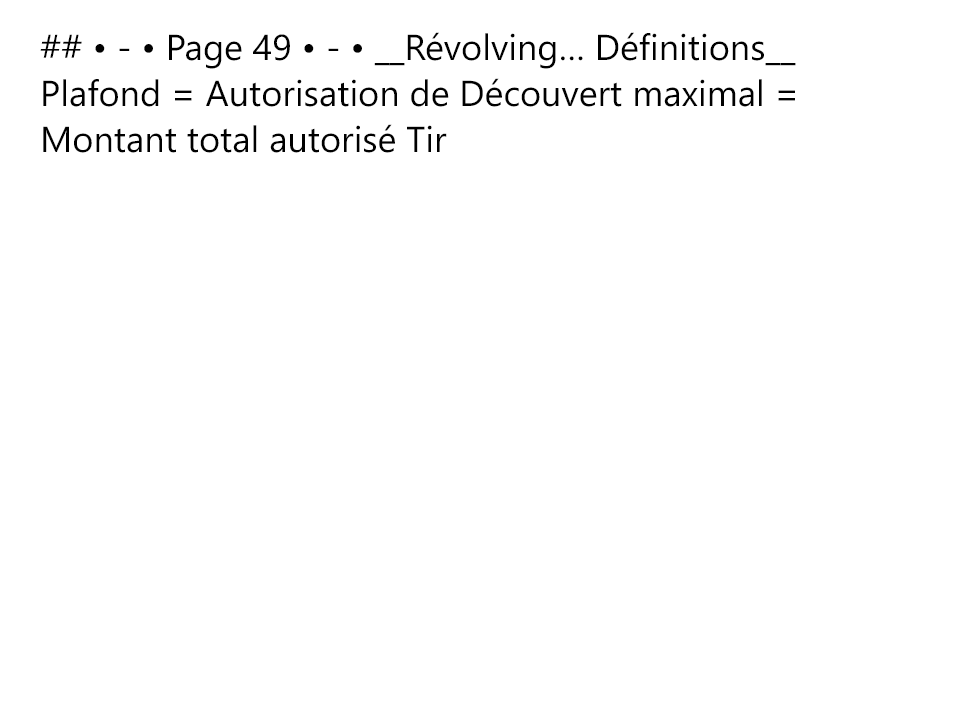 ## • - • Page 49 • - • __Révolving… Définitions__
Plafond = Autorisation de Découvert maximal =
Montant total autorisé Tir